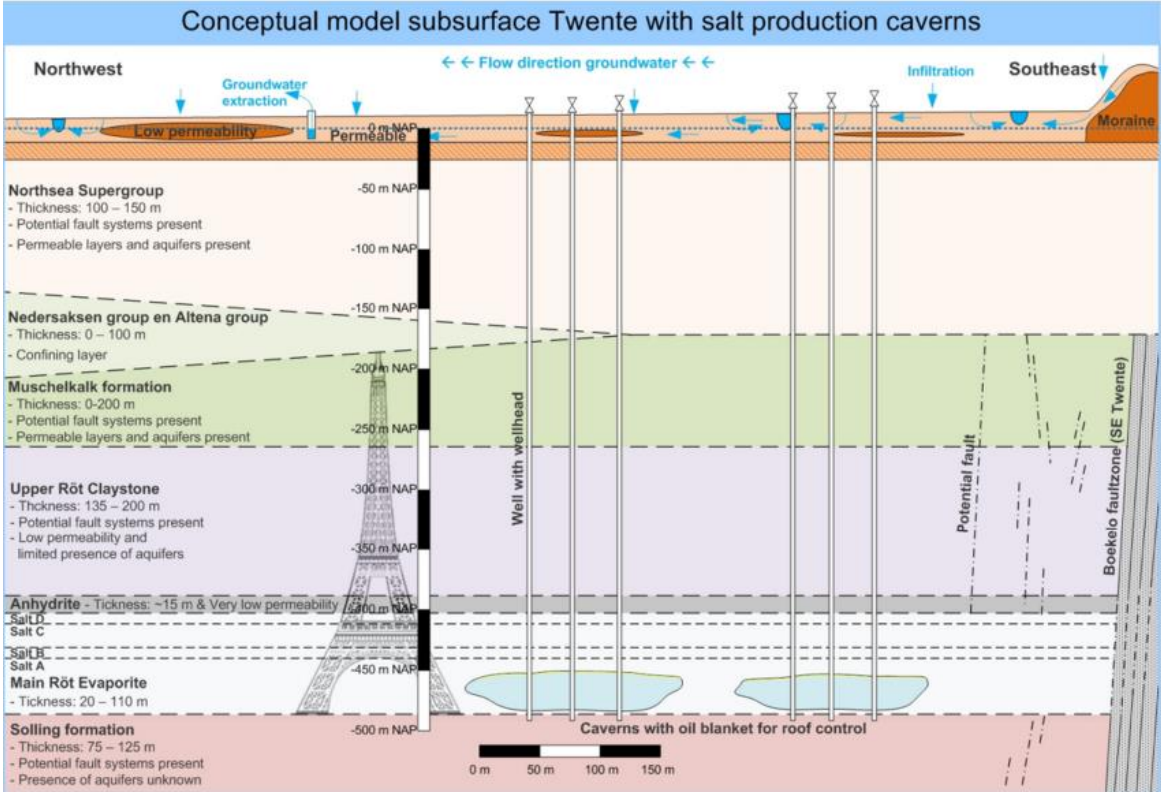 Conceptual model subsurface Twente with salt production caverns
Northwest
← ← Flow direction groundwater ← ←
Southeast
Groundwater
extraction
Infiltration
Low permeability
Permeable
Moraine
0 m NAP
-50 m NAP
-100 m NAP
-150 m NAP
-200 m NAP
-250 m NAP
-300 m NAP
-350 m NAP
-400 m NAP
-450 m NAP
-500 m NAP
Northsea Supergroup
- Thickness: 100 – 150 m
- Potential fault systems present
- Permeable layers and aquifers present
Nedersaksen group en Altena group
- Thickness: 0 – 100 m
- Confining layer
Muschelkalk formation
- Thickness: 0-200 m
- Potential fault systems present
- Permeable layers and aquifers present
Upper Röt Claystone
- Thckness: 135 – 200 m
- Potential fault systems present
- Low permeability and
limited presence of aquifers
Anhydrite - Tickness: ~15 m & Very low permeability
Salt D
Salt C
Salt B
Salt A
Main Röt Evaporite
- Tickness: 20 – 110 m
Solling formation
- Thickness: 75 – 125 m
- Potential fault systems present
- Presence of aquifers unknown
Well with wellhead
Potential fault
Boekelo faultzone (SE Twente)
Caverns with oil blanket for roof control
0 m 50 m 100 m 150 m